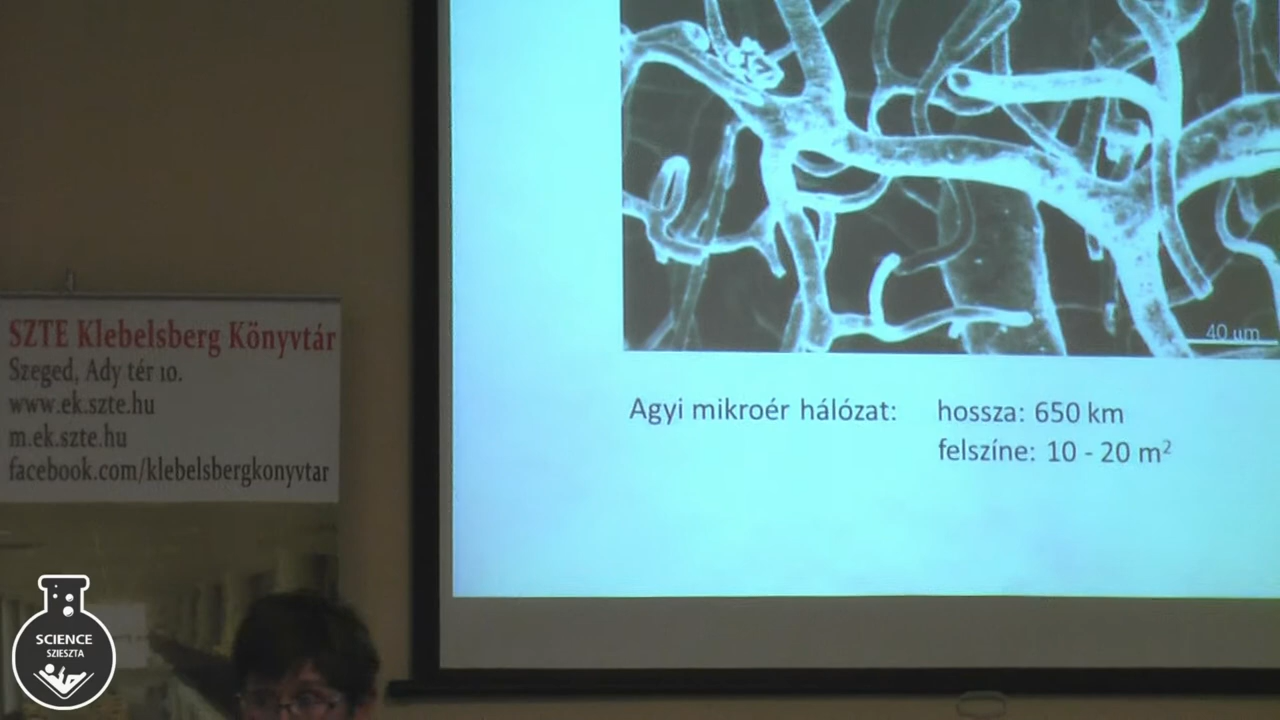 SZTE Klebelsberg Könyvtár
Szeged, Ady tér 10.
www.ek.szte.hu
m.ek.szte.hu
facebook.com/klebelsbergkonyvtar
40 µm
Agyi mikroér hálózat: hossza: 650 km
felszíne: 10 - 20 m²
SCIENCE
SZIESZTA